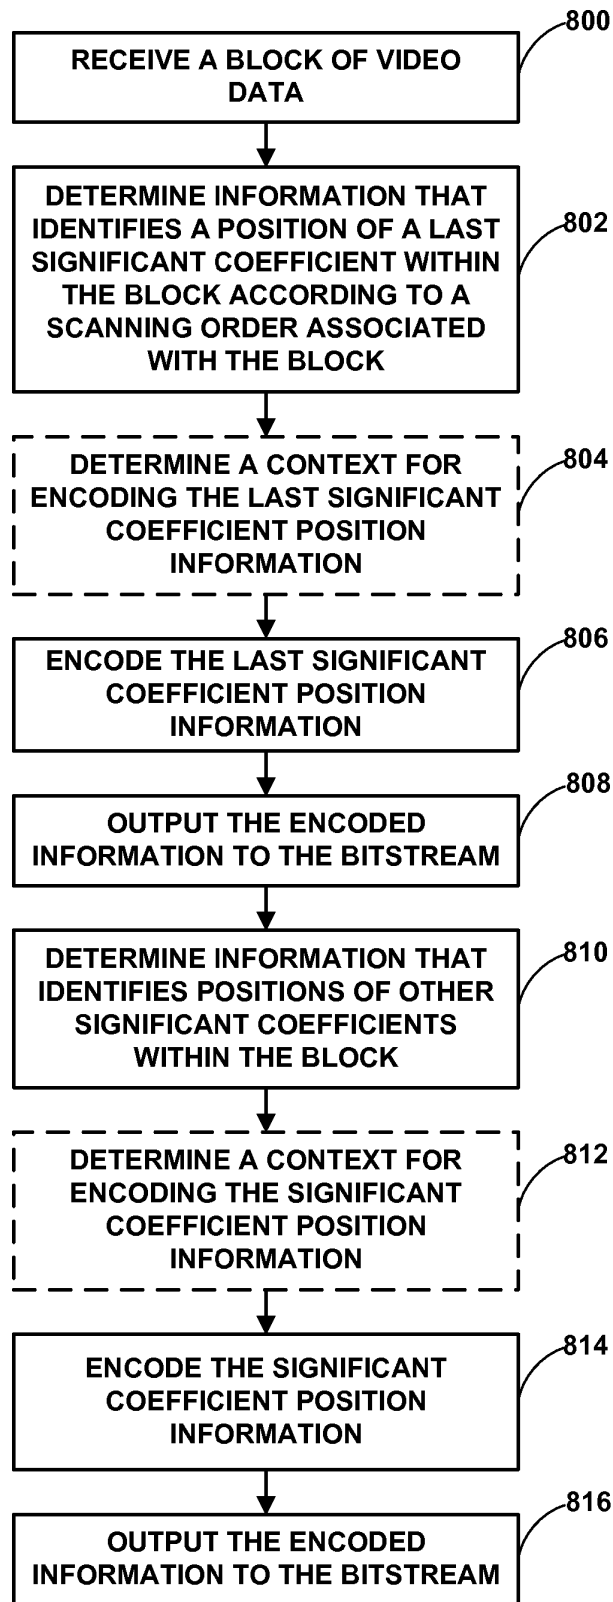 800
RECEIVE A BLOCK OF VIDEO
DATA
802
DETERMINE INFORMATION THAT
IDENTIFIES A POSITION OF A LAST
SIGNIFICANT COEFFICIENT WITHIN
THE BLOCK ACCORDING TO A
SCANNING ORDER ASSOCIATED
WITH THE BLOCK
804
DETERMINE A CONTEXT FOR
ENCODING THE LAST SIGNIFICANT
COEFFICIENT POSITION
INFORMATION
806
ENCODE THE LAST SIGNIFICANT
COEFFICIENT POSITION
INFORMATION
808
OUTPUT THE ENCODED
INFORMATION TO THE BITSTREAM
810
DETERMINE INFORMATION THAT
IDENTIFIES POSITIONS OF OTHER
SIGNIFICANT COEFFICIENTS
WITHIN THE BLOCK
812
DETERMINE A CONTEXT FOR
ENCODING THE SIGNIFICANT
COEFFICIENT POSITION
INFORMATION
814
ENCODE THE SIGNIFICANT
COEFFICIENT POSITION
INFORMATION
816
OUTPUT THE ENCODED
INFORMATION TO THE BITSTREAM